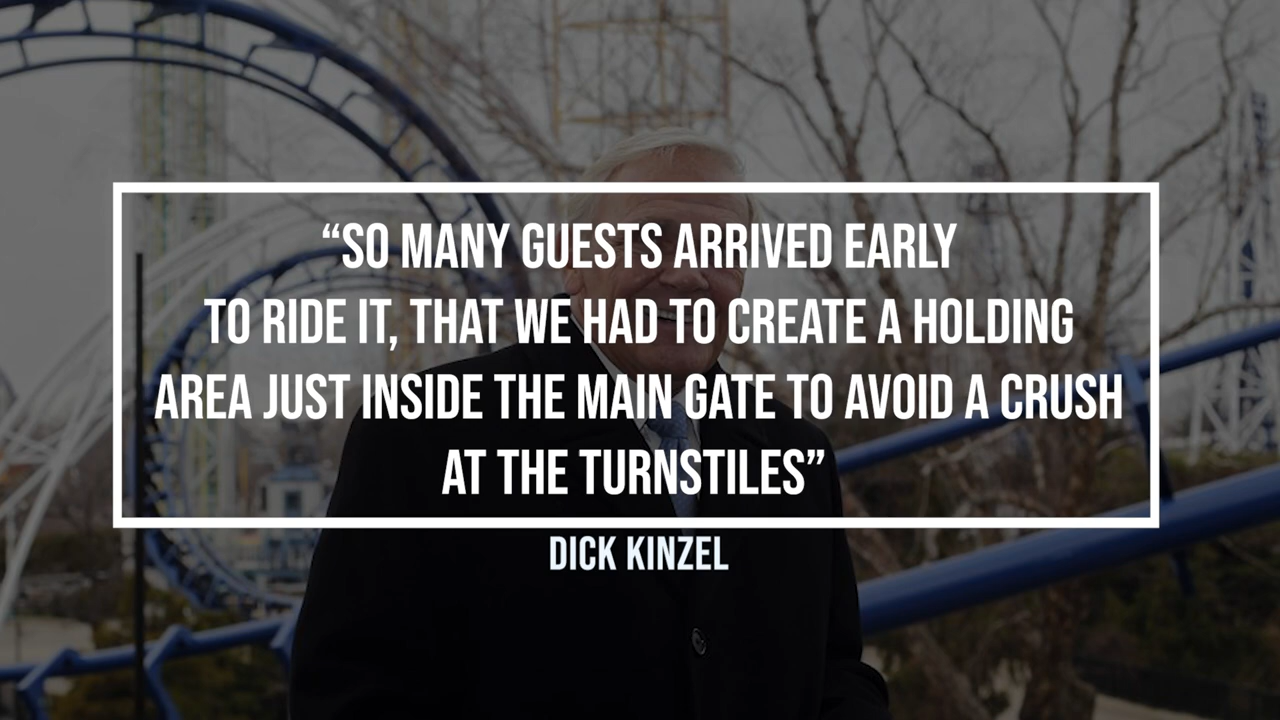 “SO MANY GUESTS ARRIVED EARLY
TO RIDE IT, THAT WE HAD TO CREATE A HOLDING
AREA JUST INSIDE THE MAIN GATE TO AVOID A CRUSH
AT THE TURNSTILES”
DICK KINZEL